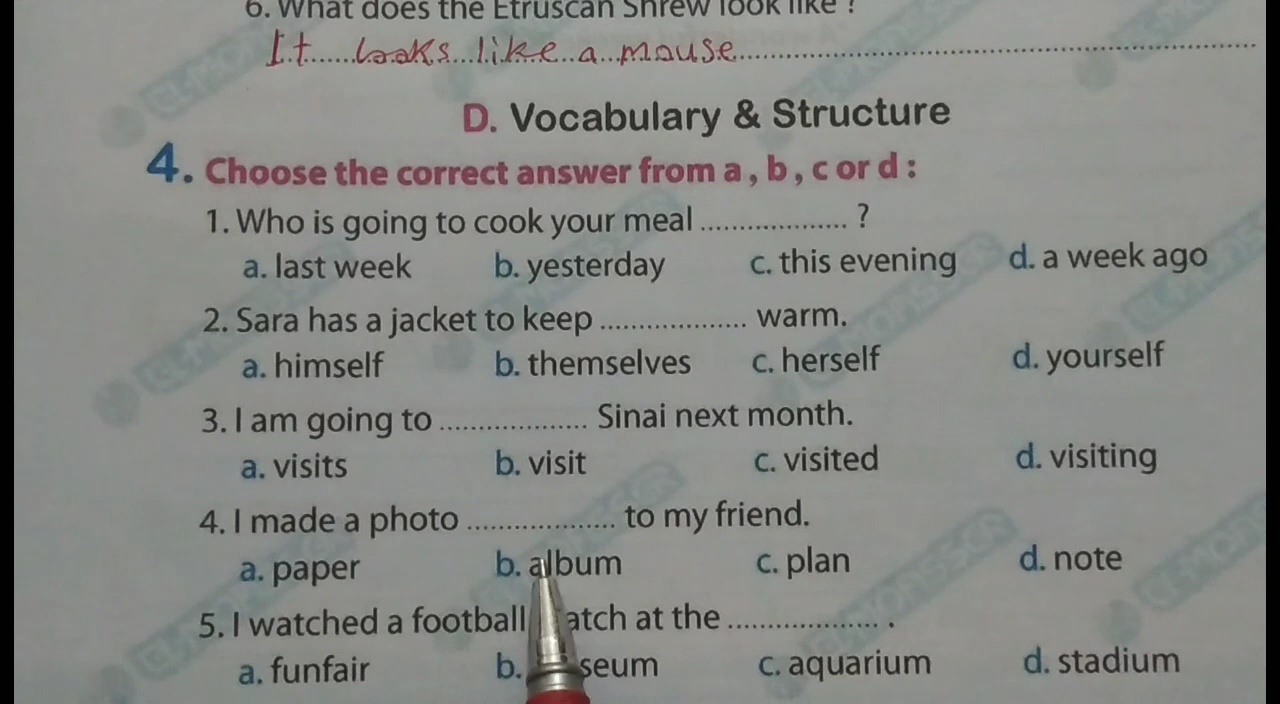 6. What does the Etruscan Shrew look like ?
It looks like a mouse
D. Vocabulary & Structure
4. Choose the correct answer from a , b , c or d :
1. Who is going to cook your meal .................. ?
a. last week b. yesterday c. this evening d. a week ago
2. Sara has a jacket to keep .................. warm.
a. himself b. themselves c. herself d. yourself
3. I am going to .................. Sinai next month.
a. visits b. visit c. visited d. visiting
4. I made a photo .................. to my friend.
a. paper b. album c. plan d. note
5. I watched a football atch at the .................. .
a. funfair b. seum c. aquarium d. stadium